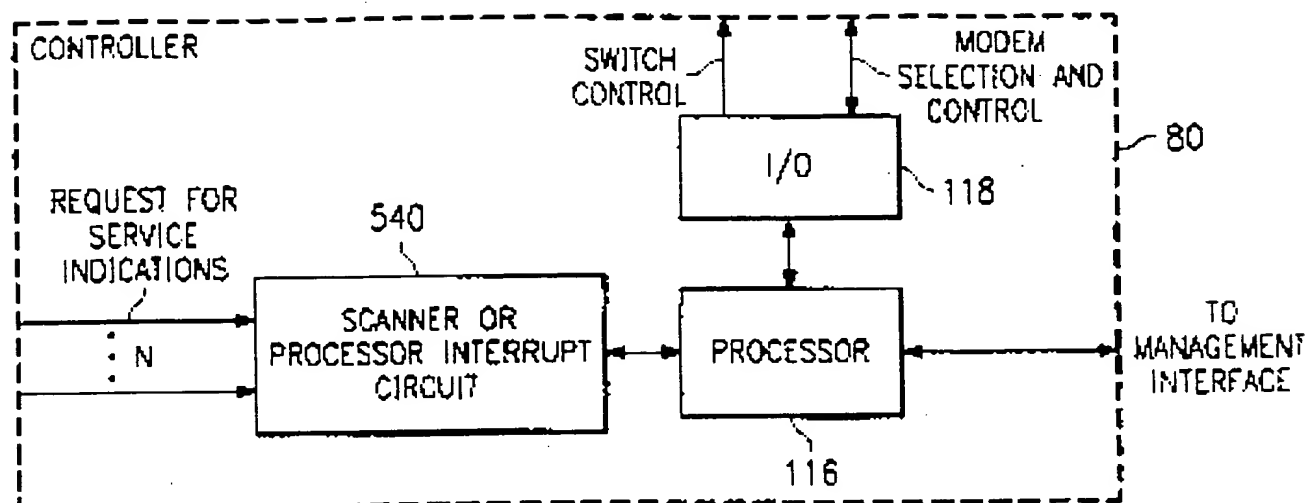 CONTROLLER
SWITCH
CONTROL
MODEM
SELECTION AND
CONTROL
80
I/O
118
REQUEST FOR
SERVICE
INDICATIONS
540
N
SCANNER OR
PROCESSOR INTERRUPT
CIRCUIT
PROCESSOR
116
TO
MANAGEMENT
INTERFACE